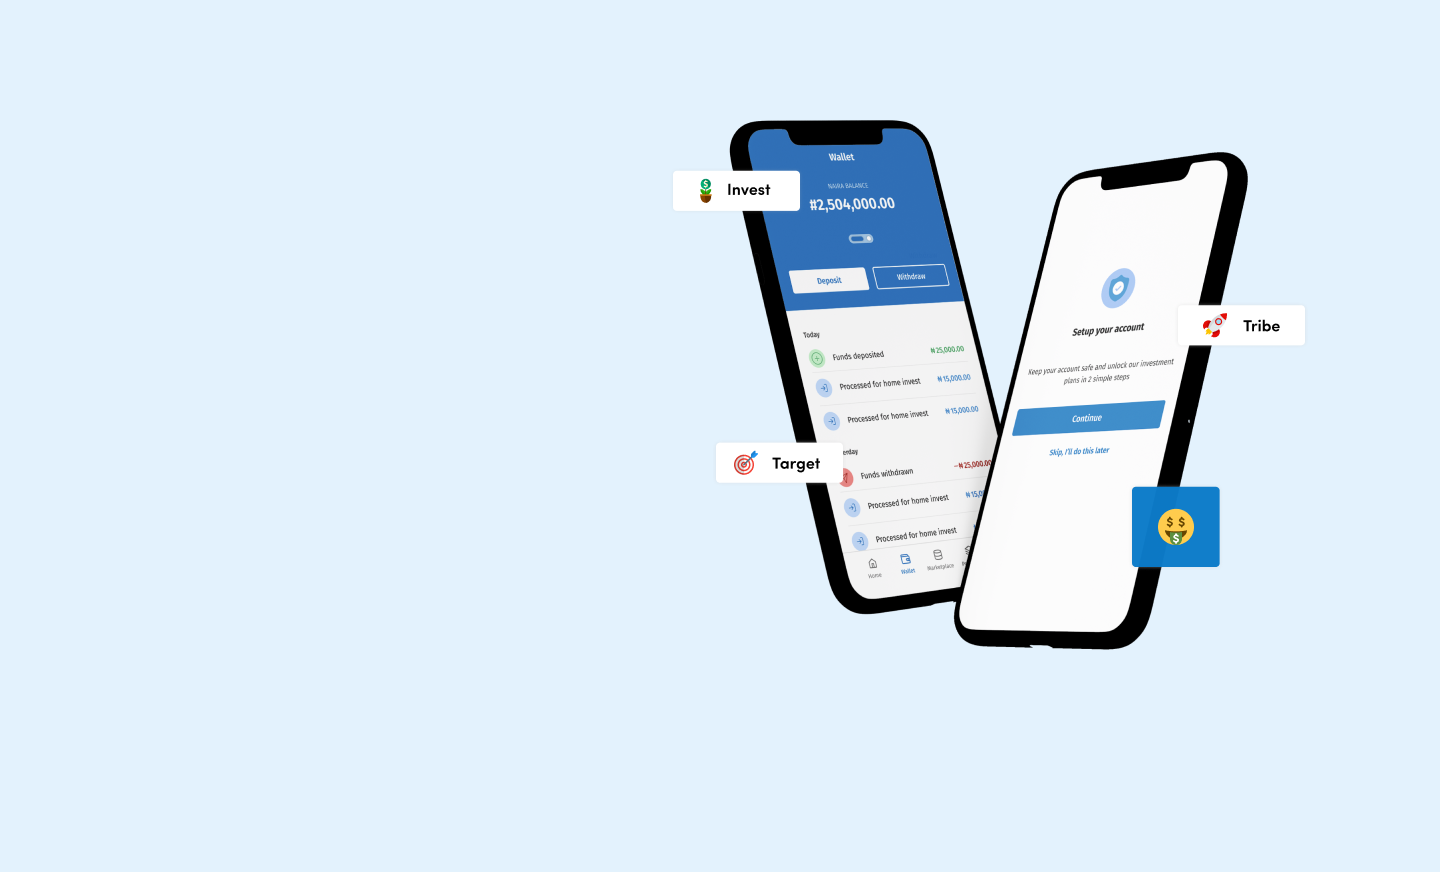 Wallet
NAIRA BALANCE
₦2,504,000.00
Deposit
Withdraw
Today
Funds deposited
₦25,000.00
Processed for home invest
₦15,000.00
Processed for home invest
₦15,000.00
erday
Funds withdrawn
-₦25,000.00
Processed for home invest
₦15,0
Processed for home invest
Home
Wallet
Marketplace
Invest
Target
Setup your account
Keep your account safe and unlock our investment
plans in 2 simple steps
Continue
Skip, I'll do this later
Tribe